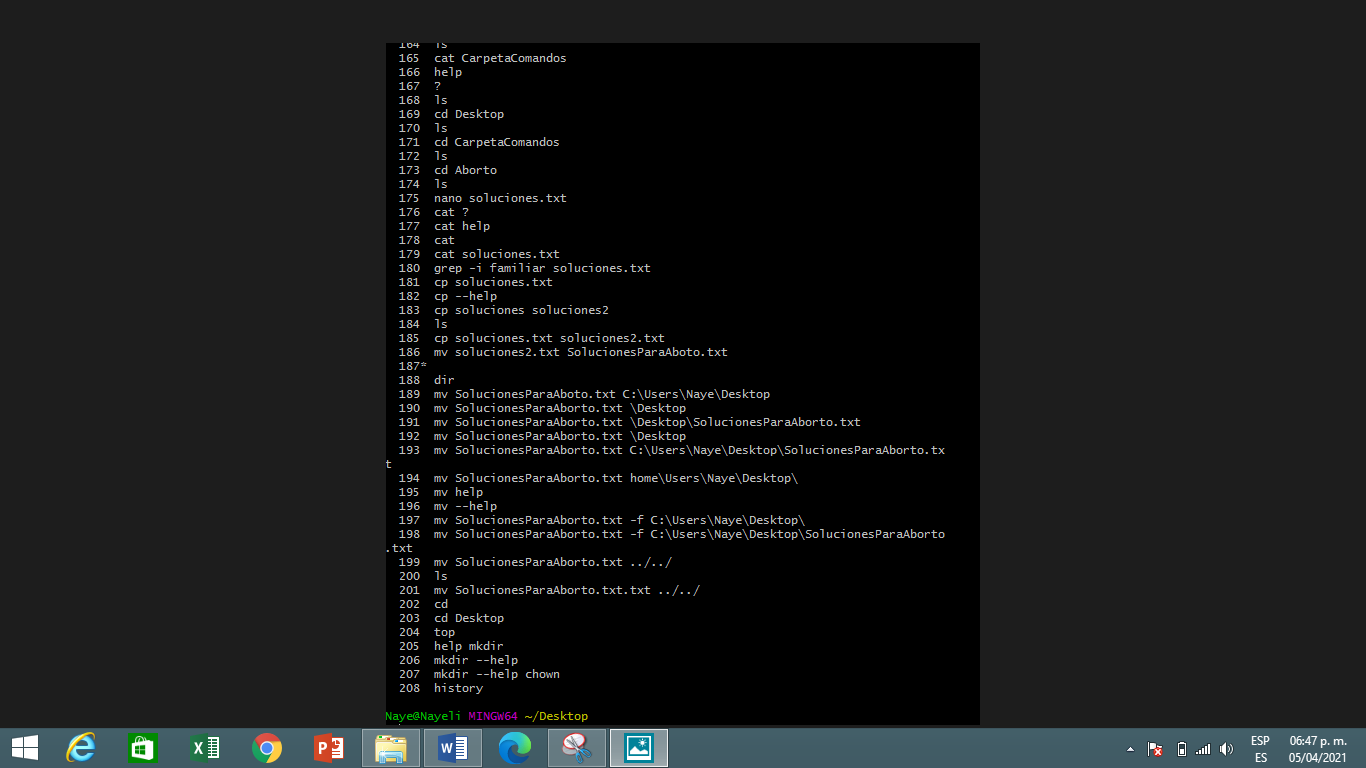 164 ls
165 cat CarpetaComandos
166 help
167 ?
168 ls
169 cd Desktop
170 ls
171 cd CarpetaComandos
172 ls
173 cd Aborto
174 ls
175 nano soluciones.txt
176 cat ?
177 cat help
178 cat
179 cat soluciones.txt
180 grep -i familiar soluciones.txt
181 cp soluciones.txt
182 cp --help
183 cp soluciones soluciones2
184 ls
185 cp soluciones.txt soluciones2.txt
186 mv soluciones2.txt SolucionesParaAboto.txt
187*
188 dir
189 mv SolucionesParaAboto.txt C:\Users\Naye\Desktop
190 mv SolucionesParaAborto.txt \Desktop
191 mv SolucionesParaAborto.txt \Desktop\SolucionesParaAborto.txt
192 mv SolucionesParaAborto.txt \Desktop
193 mv SolucionesParaAborto.txt C:\Users\Naye\Desktop\SolucionesParaAborto.tx
t
194 mv SolucionesParaAborto.txt home\Users\Naye\Desktop\
195 mv help
196 mv --help
197 mv SolucionesParaAborto.txt -f C:\Users\Naye\Desktop\
198 mv SolucionesParaAborto.txt -f C:\Users\Naye\Desktop\SolucionesParaAborto
.txt
199 mv SolucionesParaAborto.txt ../../
200 ls
201 mv SolucionesParaAborto.txt.txt ../../
202 cd
203 cd Desktop
204 top
205 help mkdir
206 mkdir --help
207 mkdir --help chown
208 history
Naye@Nayeli MINGW64 ~/Desktop
ESP 06:47 p. m.
ES 05/04/2021